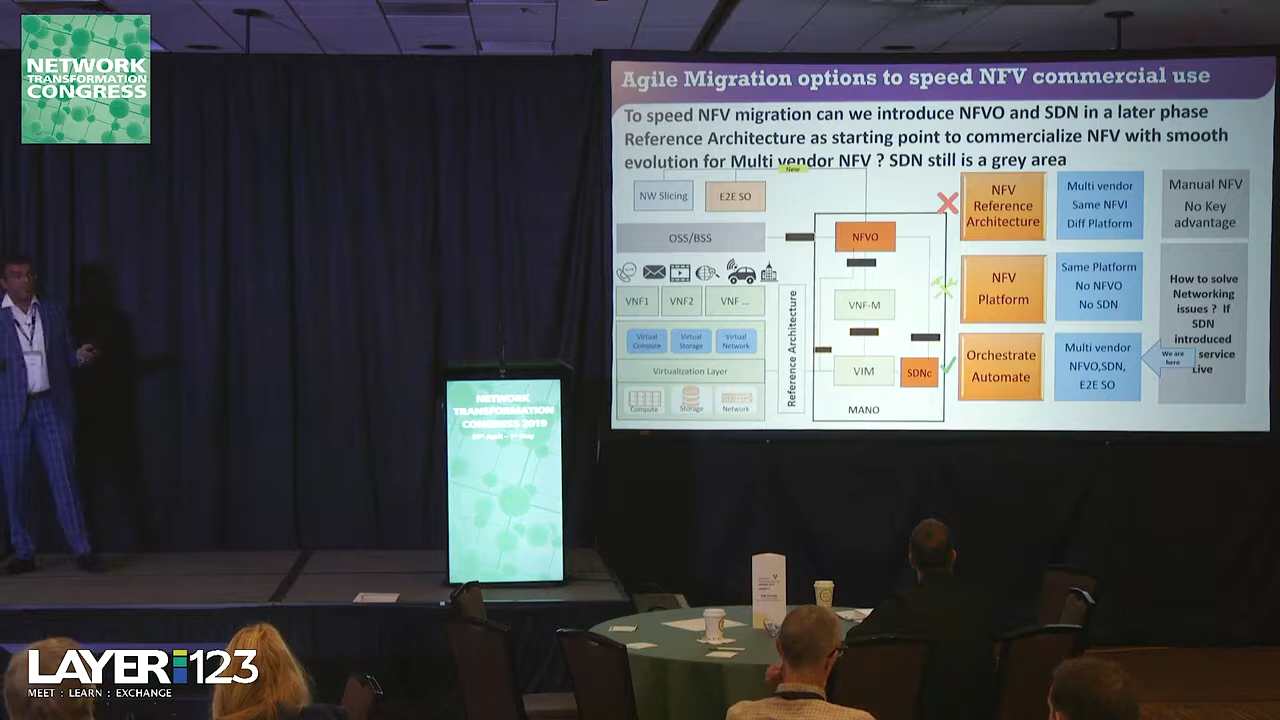 NETWORK
TRANSFORMATION
CONGRESS
Agile Migration options to speed NFV commercial use
To speed NFV migration can we introduce NFVO and SDN in a later phase
Reference Architecture as starting point to commercialize NFV with smooth
evolution for Multi vendor NFV ? SDN still is a grey area
New
NW Slicing
E2E SO
OSS/BSS
VNF1
VNF2
VNF ...
Virtual
Compute
Virtual
Storage
Virtual
Network
Virtualization Layer
Compute
Storage
Network
Reference Architecture
NFVO
VNF-M
VIM
SDNc
MANO
NFV
Reference
Architecture
Multi vendor
Same NFVI
Diff Platform
Manual NFV
No Key
advantage
NFV
Platform
Same Platform
No NFVO
No SDN
Orchestrate
Automate
Multi vendor
NFVO,SDN,
E2E SO
How to solve
Networking
issues ? If
SDN
introduced
service
Live
We are
here
NETWORK
TRANSFORMATION
CONGRESS 2019
LAYER123
MEET : LEARN : EXCHANGE